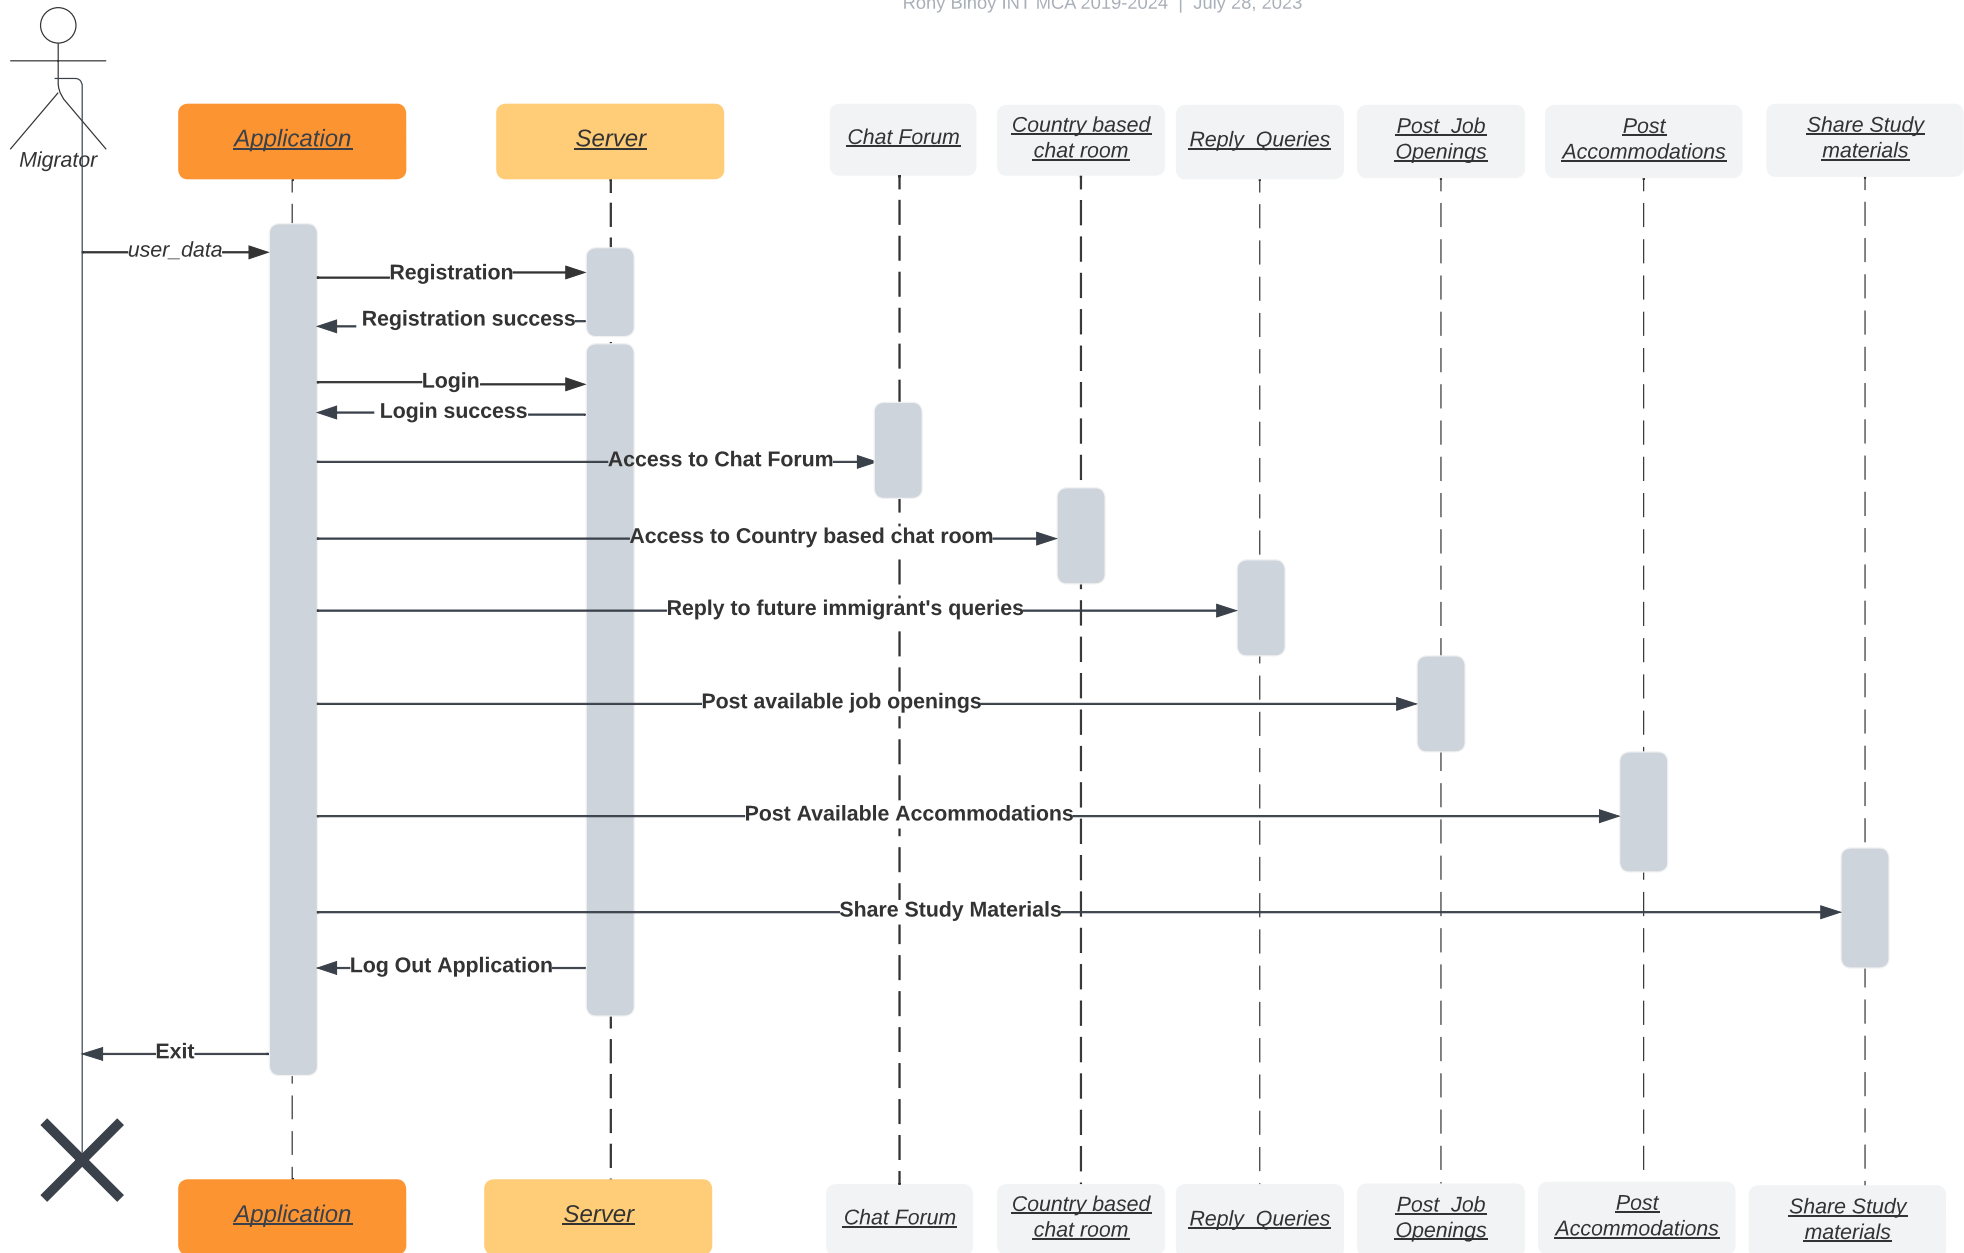 Rony Binoy INT MCA 2019-2024 | July 28, 2023
Migrator
Application
Server
Chat Forum
Country based
chat room
Reply Queries
Post Job
Openings
Post
Accommodations
Share Study
materials
user_data
Registration
Registration success
Login
Login success
Access to Chat Forum
Access to Country based chat room
Reply to future immigrant's queries
Post available job openings
Post Available Accommodations
Share Study Materials
Log Out Application
Exit
Application
Server
Chat Forum
Country based
chat room
Reply Queries
Post Job
Openings
Post
Accommodations
Share Study
materials